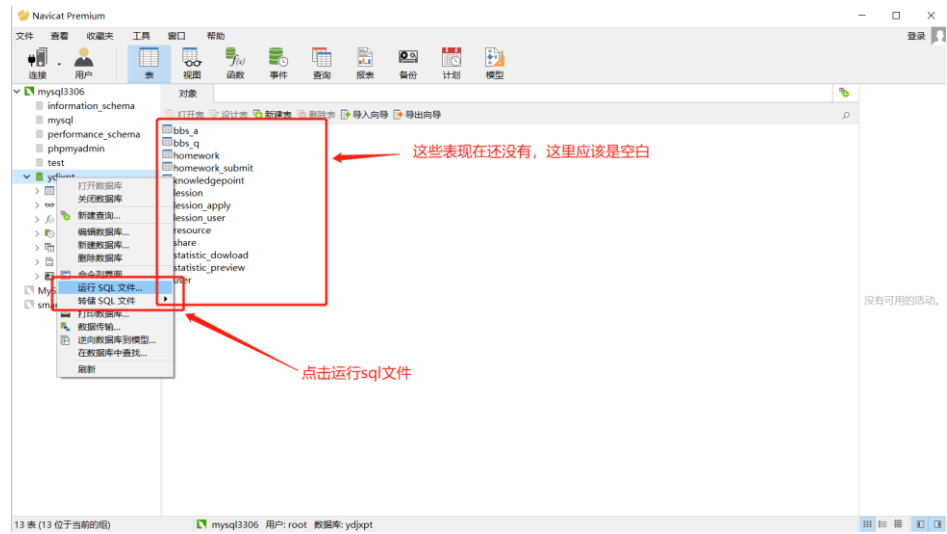 Navicat Premium
文件 查看 收藏夹 工具 窗口 帮助
登录
连接 用户 表 视图 函数 事件 查询 报表 备份 计划 模型
mysql3306
information_schema
mysql
performance_schema
phpmyadmin
test
ydjxpt
MyS
smar
对象
打开表 设计表 新建表 删除表 导入向导 导出向导
bbs_a
bbs_q
homework
homework_submit
knowledgepoint
lession
lession_apply
lession_user
resource
share
statistic_dowload
statistic_preview
user
打开数据库
关闭数据库
新建查询...
编辑数据库...
新建数据库...
删除数据库
命令列界面
运行 SQL 文件...
转储 SQL 文件
打印数据库...
数据传输...
逆向数据库到模型...
在数据库中查找...
刷新
这些表现在还没有，这里应该是空白
点击运行sql文件
没有可用的活动。
13 表 (13 位于当前的组)
mysql3306 用户: root 数据库: ydjxpt